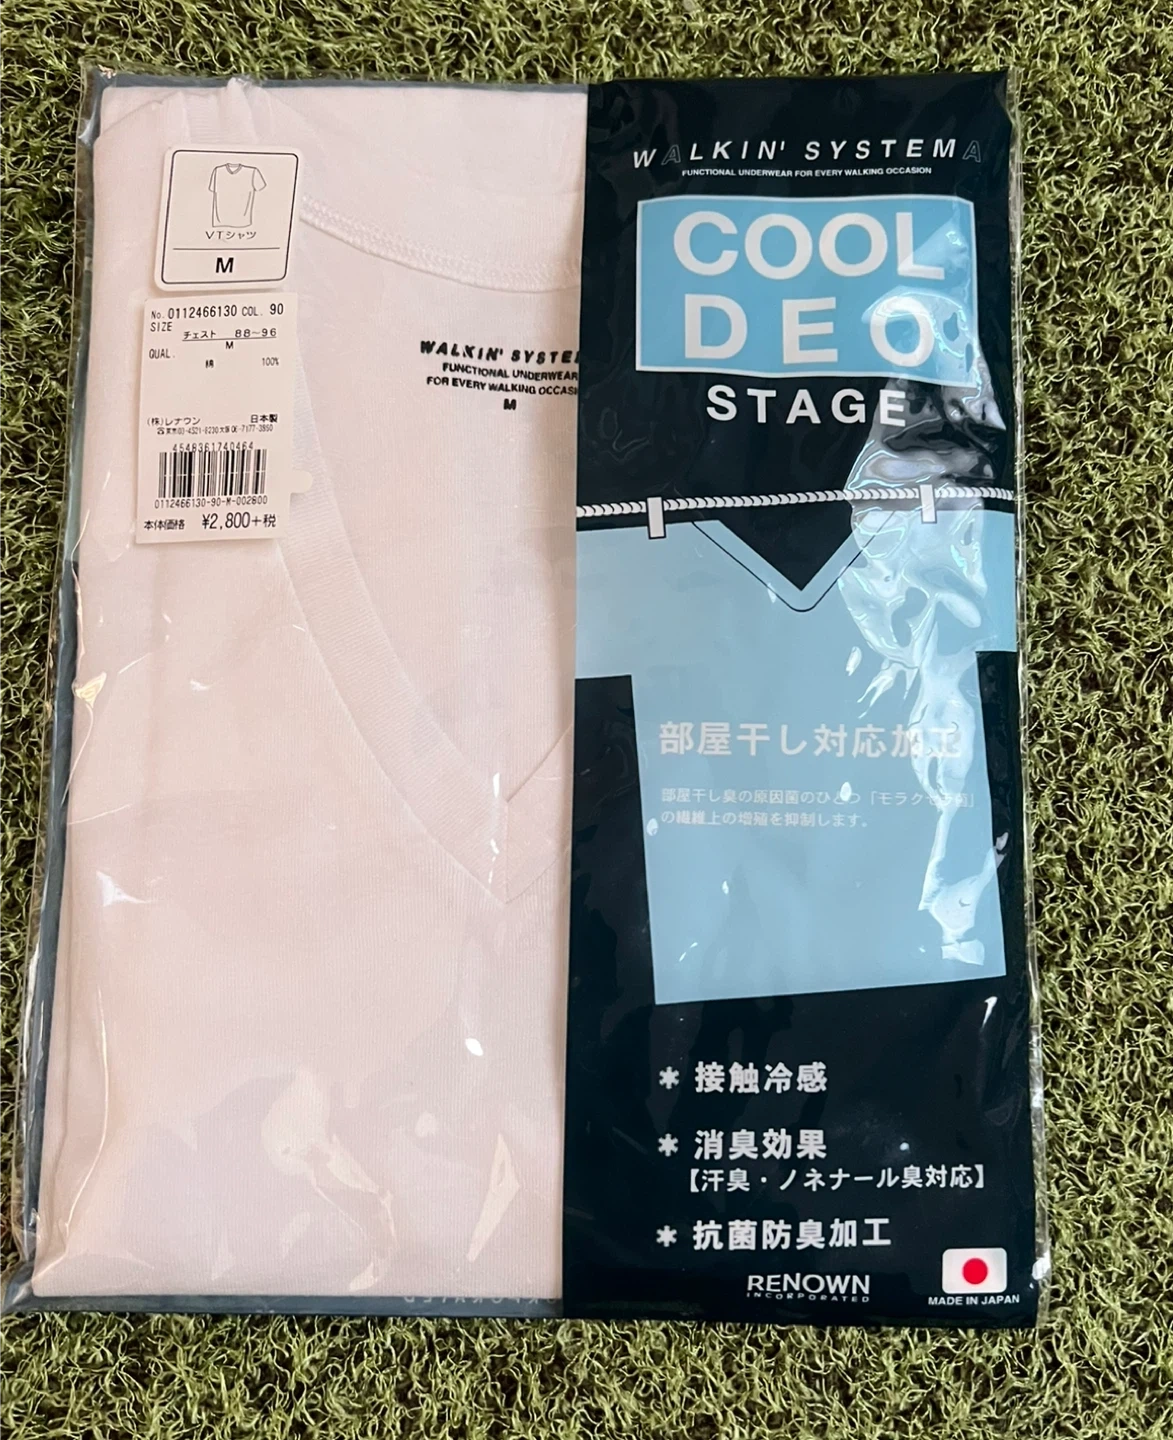 VTシャツ
M
No. 0112466130 COL. 90
SIZE
チェスト 88~96
M
QUAL.
綿 100%
(株)レナウン 日本製
4548361740464
0112466130-90-M-002800
本体価格 ¥2,800+税
WALKIN' SYSTE
FUNCTIONAL UNDERWEAR
FOR EVERY WALKING OCCASI
M
WALKIN' SYSTEMA
FUNCTIONAL UNDERWEAR FOR EVERY WALKING OCCASION
COOL
DEO
STAGE
部屋干し対応加工
部屋干し臭の原因菌のひとつ「モラクセラ菌」
の繊維上の増殖を抑制します。
* 接触冷感
* 消臭効果
【汗臭・ノネナール臭対応】
* 抗菌防臭加工
RENOWN
INCORPORATED
MADE IN JAPAN